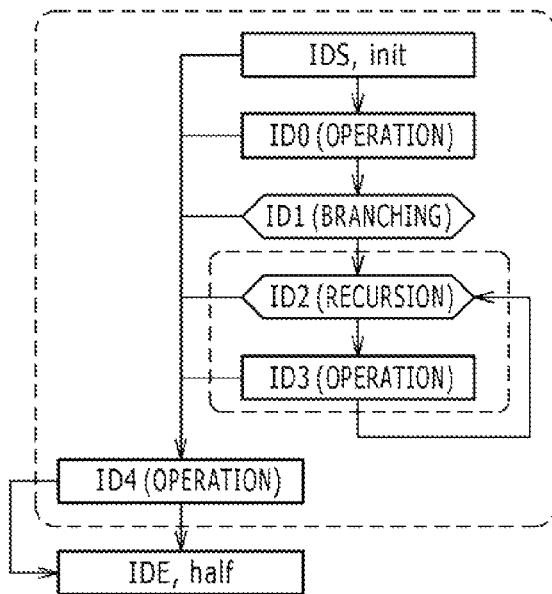 IDS, init
ID0 (OPERATION)
ID1 (BRANCHING)
ID2 (RECURSION)
ID3 (OPERATION)
ID4 (OPERATION)
IDE, half